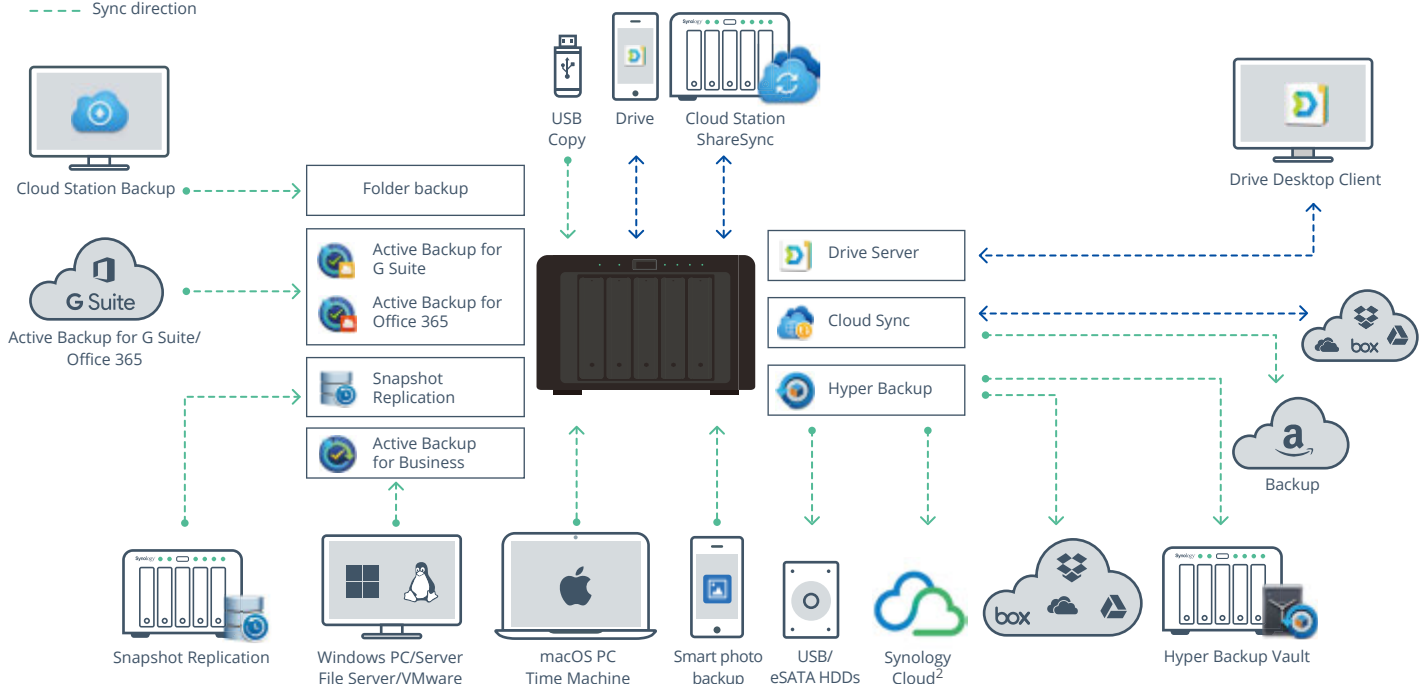 Sync direction
Synology
USB
Copy
Drive
Cloud Station
ShareSync
Cloud Station Backup
Folder backup
Drive Desktop Client
G Suite
Active Backup for G Suite/
Office 365
Active Backup for
G Suite
Active Backup for
Office 365
Snapshot
Replication
Active Backup
for Business
Drive Server
Cloud Sync
Hyper Backup
box
a
Backup
Synology
Snapshot Replication
Windows PC/Server
File Server/VMware
macOS PC
Time Machine
Smart photo
backup
USB/
eSATA HDDs
Synology
Cloud2
box
Synology
Hyper Backup Vault